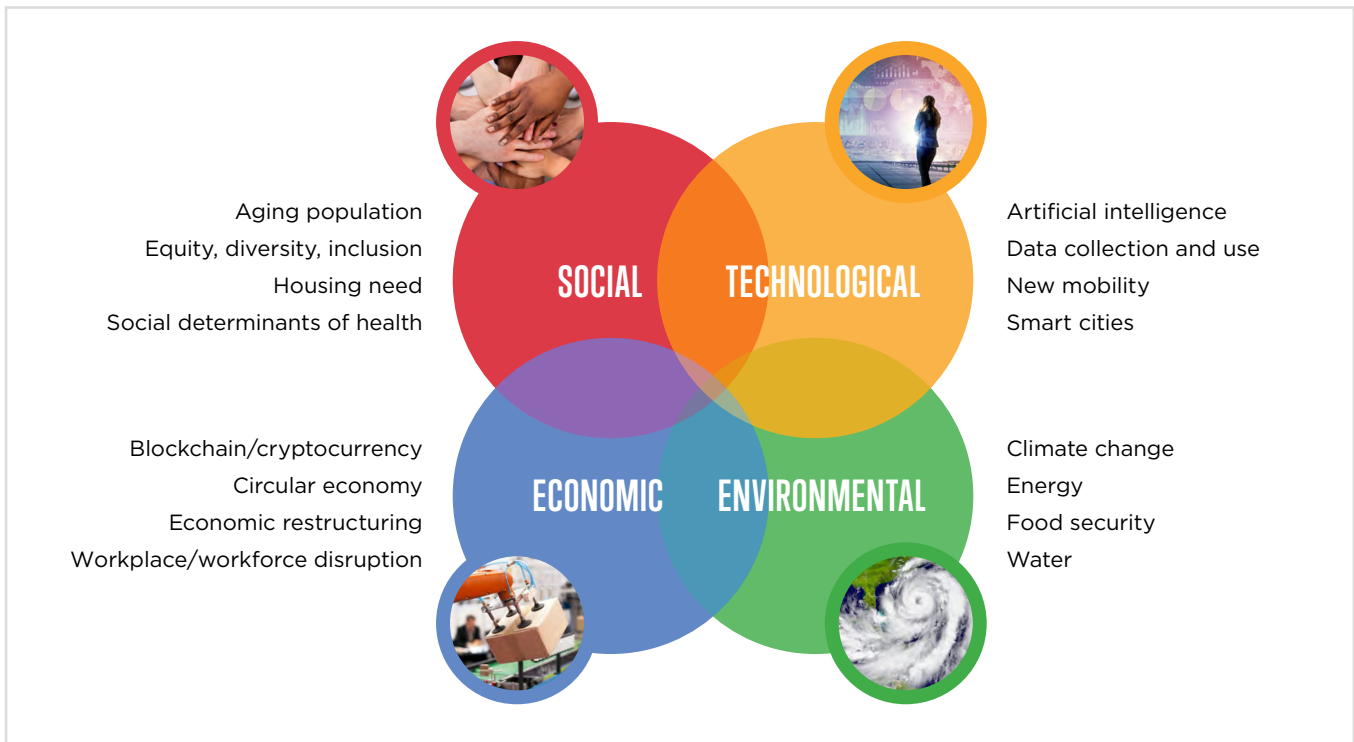 Aging population
Equity, diversity, inclusion
Housing need
Social determinants of health
SOCIAL
TECHNOLOGICAL
Artificial intelligence
Data collection and use
New mobility
Smart cities
Blockchain/cryptocurrency
Circular economy
Economic restructuring
Workplace/workforce disruption
ECONOMIC
ENVIRONMENTAL
Climate change
Energy
Food security
Water